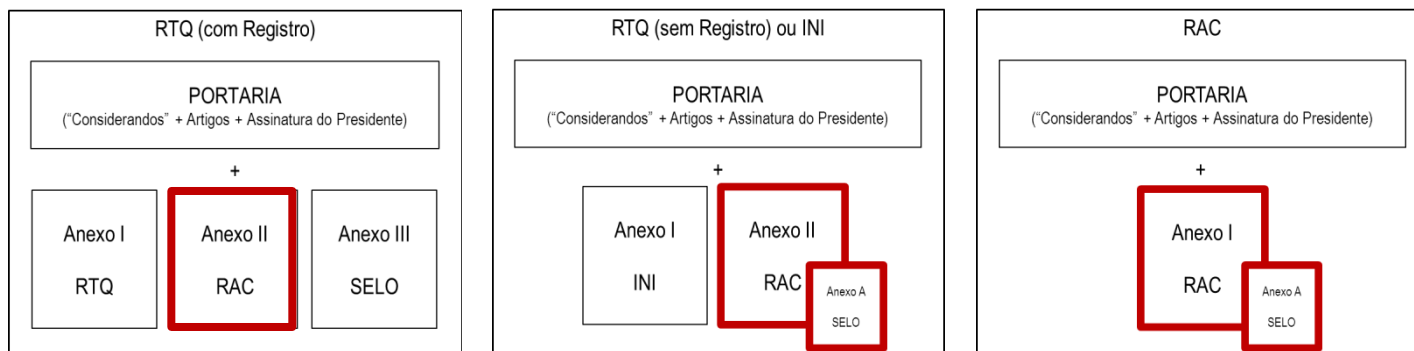 RTQ (com Registro)
PORTARIA
(“Considerandos” + Artigos + Assinatura do Presidente)
+
Anexo I
RTQ
Anexo II
RAC
Anexo III
SELO
RTQ (sem Registro) ou INI
PORTARIA
(“Considerandos” + Artigos + Assinatura do Presidente)
+
Anexo I
INI
Anexo II
RAC
Anexo A
SELO
RAC
PORTARIA
(“Considerandos” + Artigos + Assinatura do Presidente)
+
Anexo I
RAC
Anexo A
SELO